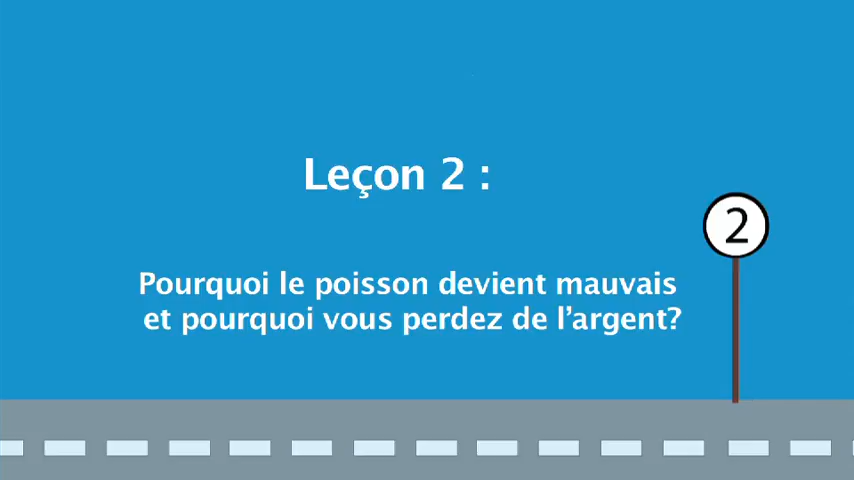 Leçon 2 :
2
Pourquoi le poisson devient mauvais
et pourquoi vous perdez de l’argent?